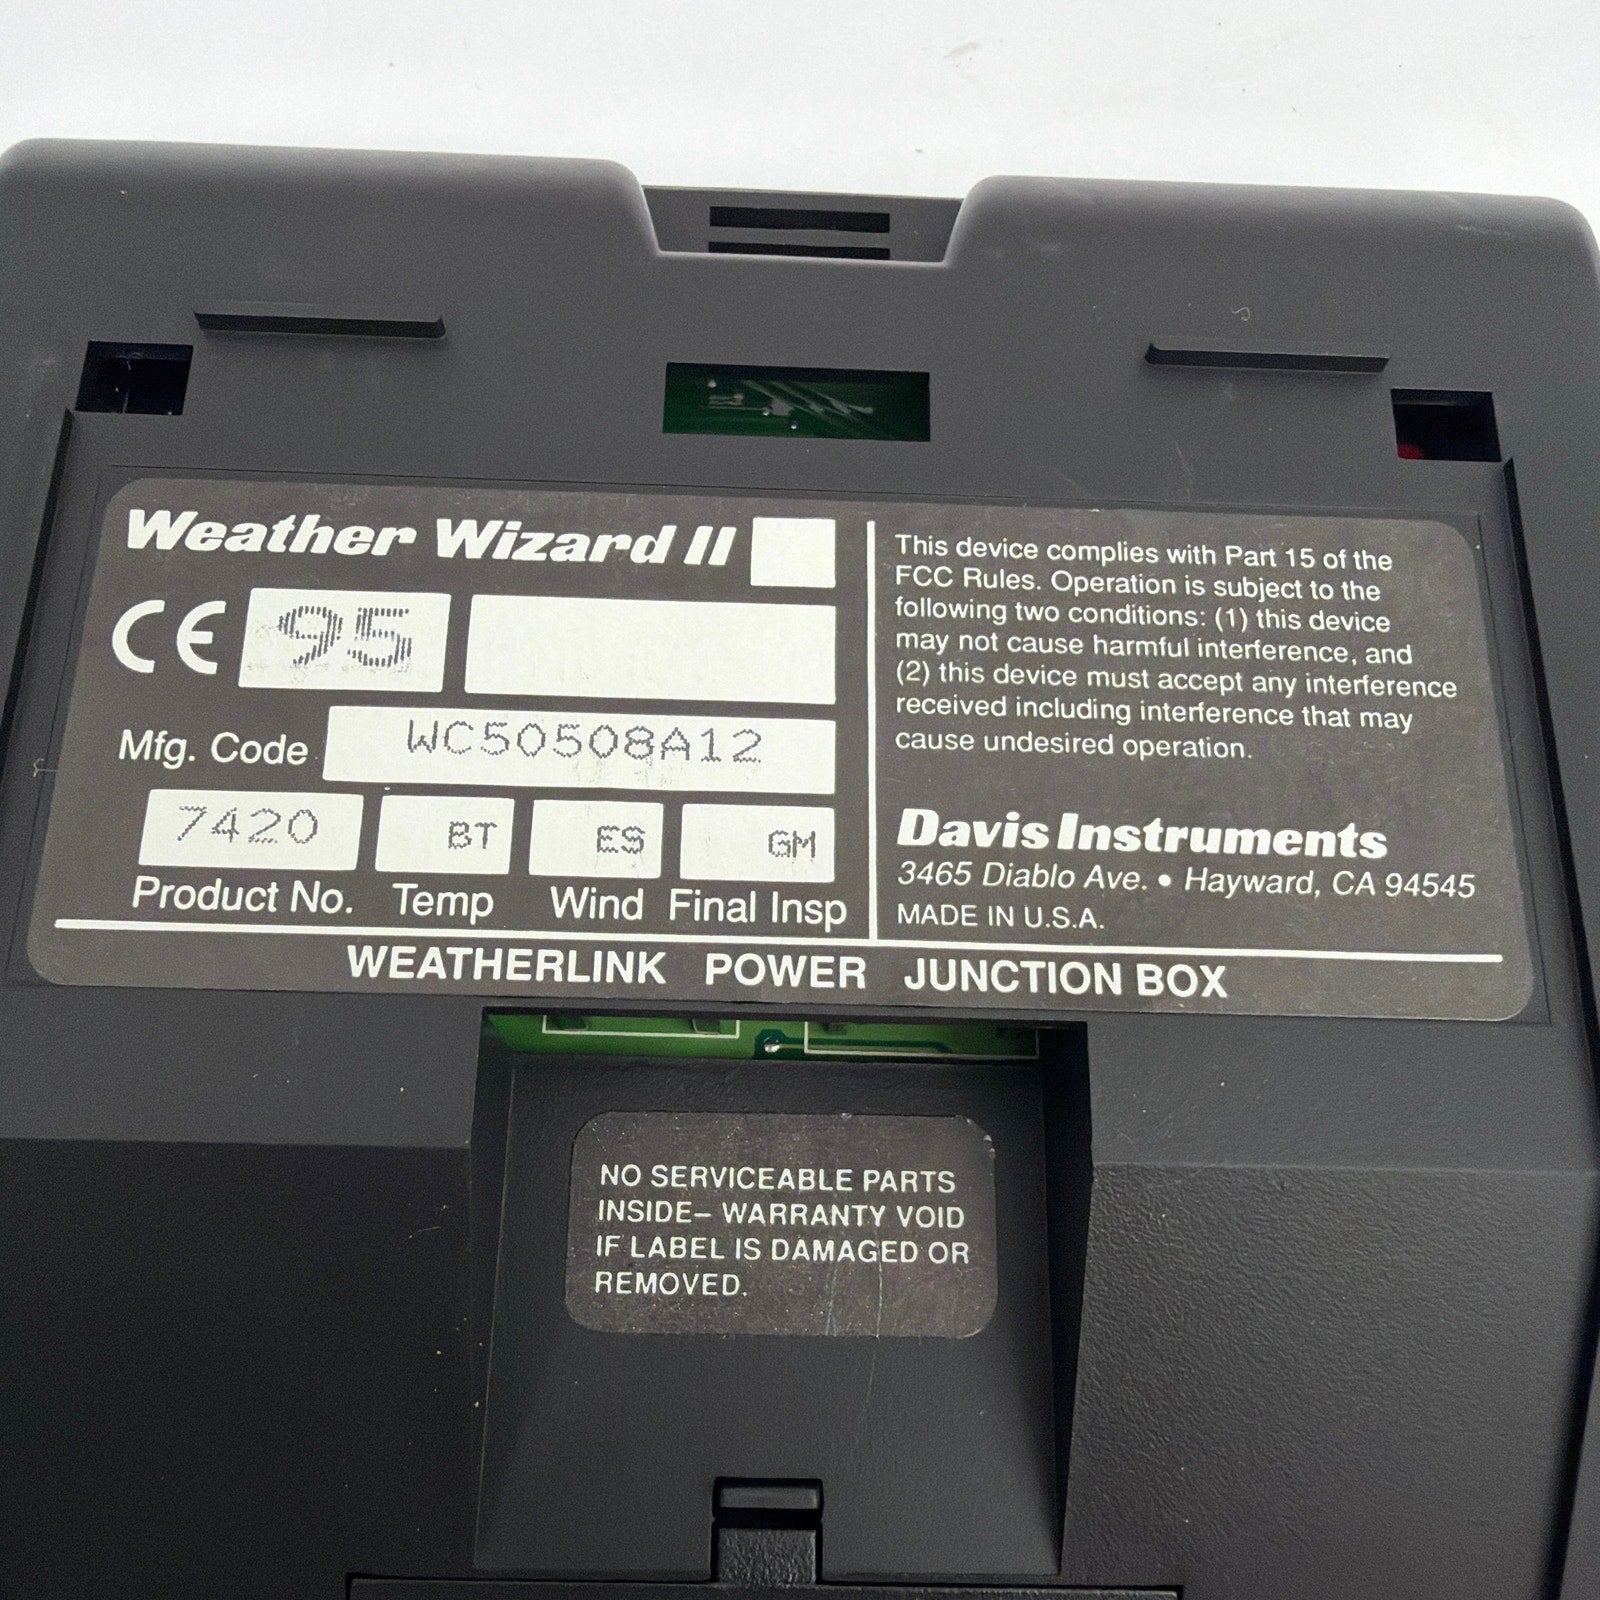 Weather Wizard II
CE 95
Mfg. Code WC50508A12
7420 BT ES GM
Product No. Temp Wind Final Insp
This device complies with Part 15 of the
FCC Rules. Operation is subject to the
following two conditions: (1) this device
may not cause harmful interference, and
(2) this device must accept any interference
received including interference that may
cause undesired operation.
Davis Instruments
3465 Diablo Ave. • Hayward, CA 94545
MADE IN U.S.A.
WEATHERLINK POWER JUNCTION BOX
NO SERVICEABLE PARTS
INSIDE– WARRANTY VOID
IF LABEL IS DAMAGED OR
REMOVED.